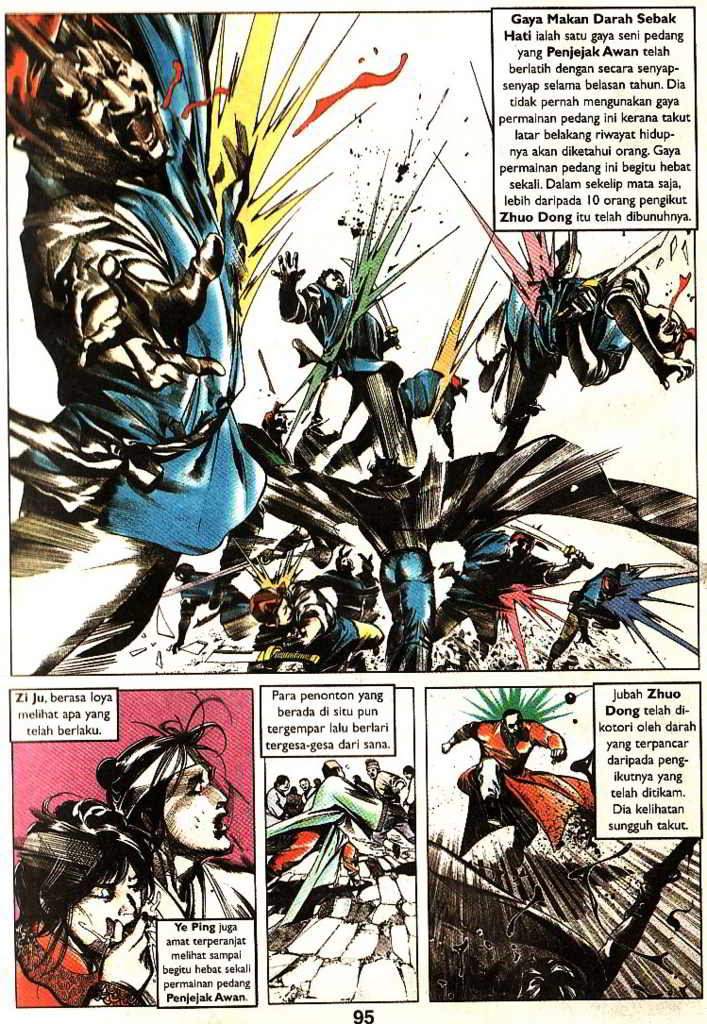 Gaya Makan Darah Sebak
Hati ialah satu gaya seni pedang
yang Penjejak Awan telah
berlatih dengan secara senyap-
senyap selama belasan tahun. Dia
tidak pernah mengunakan gaya
permainan pedang ini kerana takut
latar belakang riwayat hidup-
nya akan diketahui orang. Gaya
permainan pedang ini begitu hebat
sekali. Dalam sekelip mata saja,
lebih daripada 10 orang pengikut
Zhuo Dong itu telah dibunuhnya.
Zi Ju, berasa loya
melihat apa yang
telah berlaku.
Ye Ping juga
amat terperanjat
melihat sampai
begitu hebat sekali
permainan pedang
Penjejak Awan.
Para penonton yang
berada di situ pun
tergempar lalu berlari
tergesa-gesa dari sana.
Jubah Zhuo
Dong telah di-
kotori oleh darah
yang terpancar
daripada peng-
ikutnya yang
telah ditikam.
Dia kelihatan
sungguh takut.
95